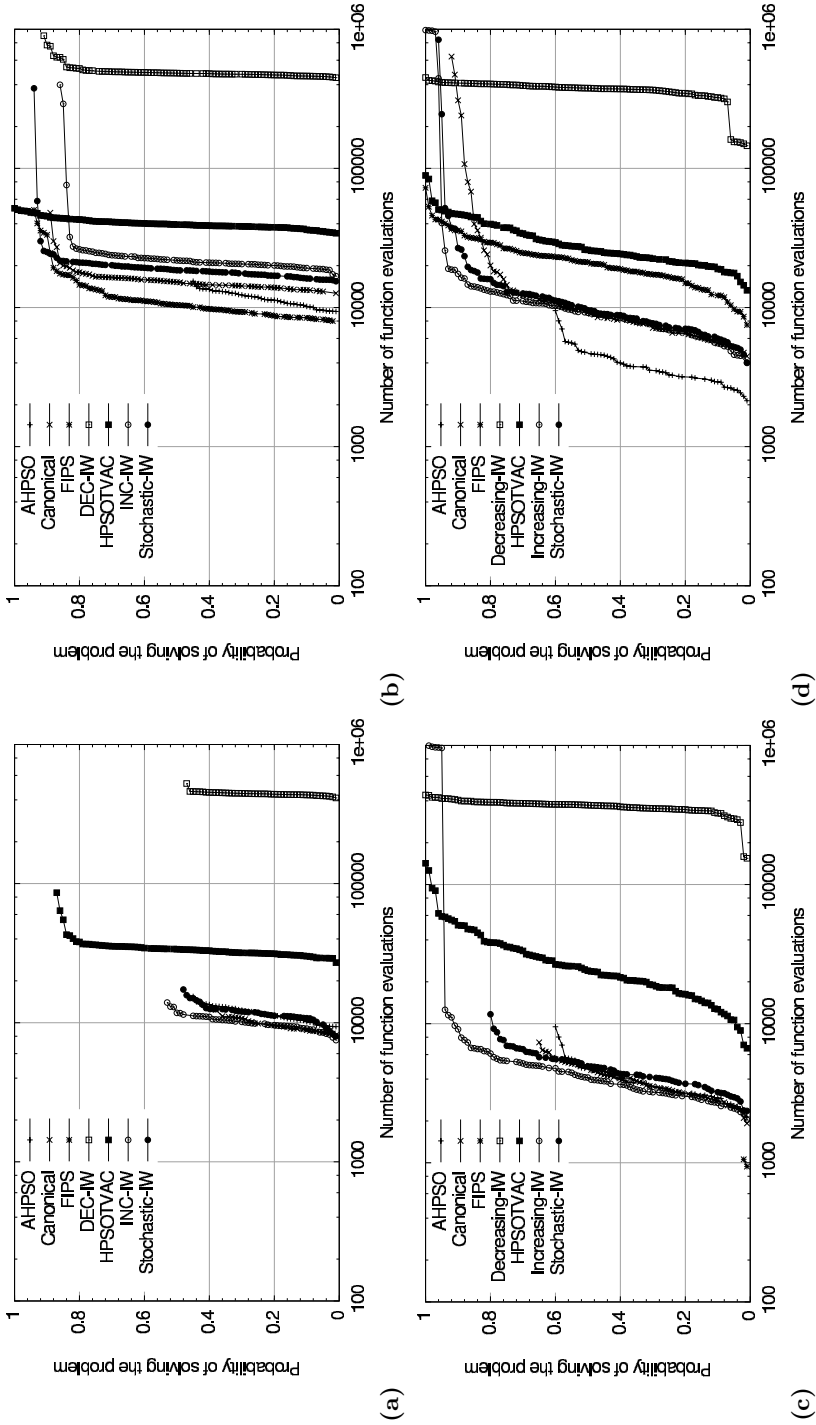 Probability of solving the problem
1
0.8
0.6
0.4
0.2
0
100
1000
10000
100000
1e+06
Number of function evaluations
AHPSO
Canonical
FIPS
DEC-IW
HPSOTVAC
INC-IW
Stochastic-IW
(a)
Probability of solving the problem
1
0.8
0.6
0.4
0.2
0
100
1000
10000
100000
1e+06
Number of function evaluations
AHPSO
Canonical
FIPS
DEC-IW
HPSOTVAC
INC-IW
Stochastic-IW
(b)
Probability of solving the problem
1
0.8
0.6
0.4
0.2
0
100
1000
10000
100000
1e+06
Number of function evaluations
AHPSO
Canonical
FIPS
Decreasing-IW
HPSOTVAC
Increasing-IW
Stochastic-IW
(c)
Probability of solving the problem
1
0.8
0.6
0.4
0.2
0
100
1000
10000
100000
1e+06
Number of function evaluations
AHPSO
Canonical
FIPS
Decreasing-IW
HPSOTVAC
Increasing-IW
Stochastic-IW
(d)